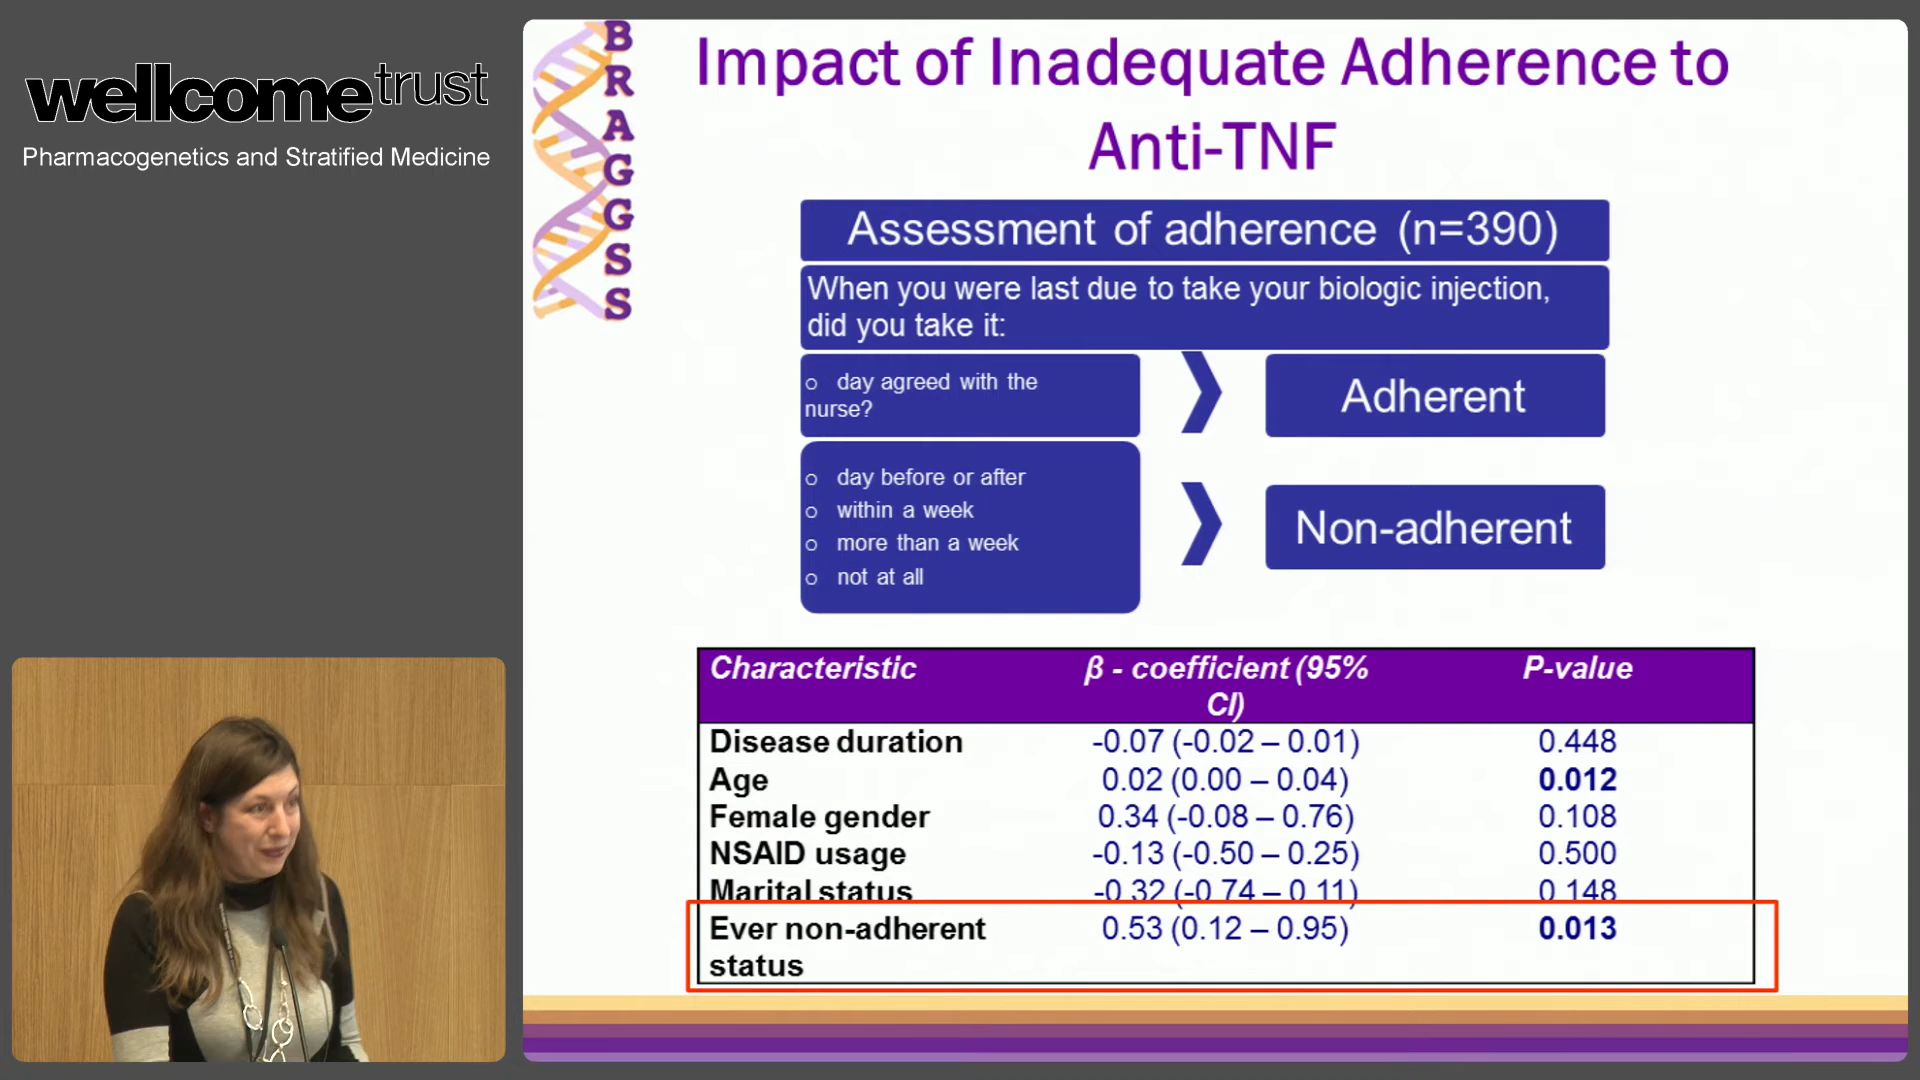 wellcome trust
Pharmacogenetics and Stratified Medicine
BRAGGSS
Impact of Inadequate Adherence to
Anti-TNF
Assessment of adherence (n=390)
When you were last due to take your biologic injection,
did you take it:
o day agreed with the
nurse?
Adherent
o day before or after
o within a week
o more than a week
o not at all
Non-adherent
Characteristic β - coefficient (95% P-value
CI)
Disease duration -0.07 (-0.02 – 0.01) 0.448
Age 0.02 (0.00 – 0.04) 0.012
Female gender 0.34 (-0.08 – 0.76) 0.108
NSAID usage -0.13 (-0.50 – 0.25) 0.500
Marital status -0.32 (-0.74 – 0.11) 0.148
Ever non-adherent 0.53 (0.12 – 0.95) 0.013
status